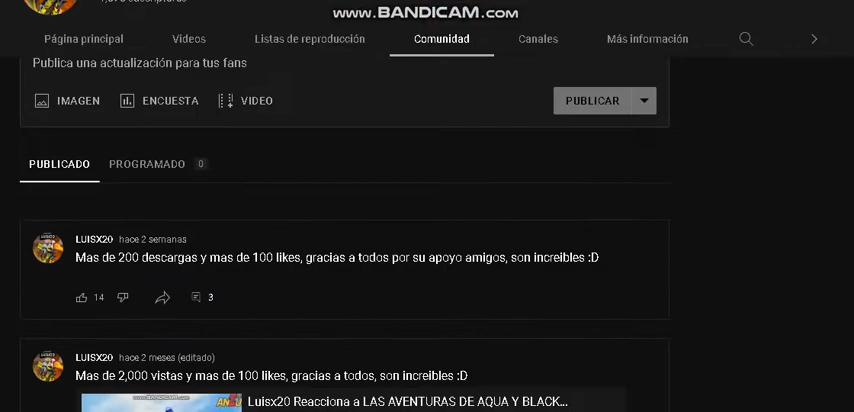 www.BANDICAM.com
Página principal Videos Listas de reproducción Comunidad Canales Más información
Publica una actualización para tus fans
IMAGEN ENCUESTA VIDEO PUBLICAR
PUBLICADO PROGRAMADO 0
LUISX20 hace 2 semanas
Mas de 200 descargas y mas de 100 likes, gracias a todos por su apoyo amigos, son increibles :D
14 3
LUISX20 hace 2 meses (editado)
Mas de 2,000 vistas y mas de 100 likes, gracias a todos, son increibles :D
Luisx20 Reacciona a LAS AVENTURAS DE AQUA Y BLACK...